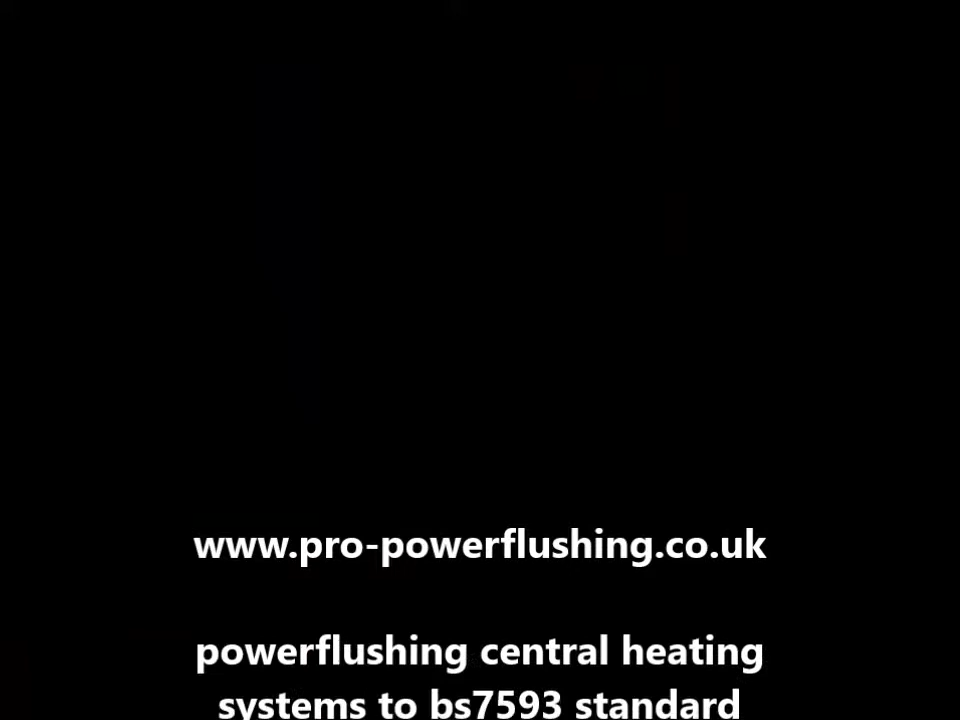 www.pro-powerflushing.co.uk
powerflushing central heating
systems to bs7593 standard